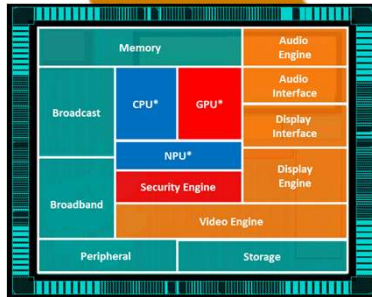 Memory
Audio
Engine
Broadcast
CPU*
GPU*
Audio
Interface
Display
Interface
NPU*
Display
Engine
Security Engine
Broadband
Video Engine
Peripheral
Storage